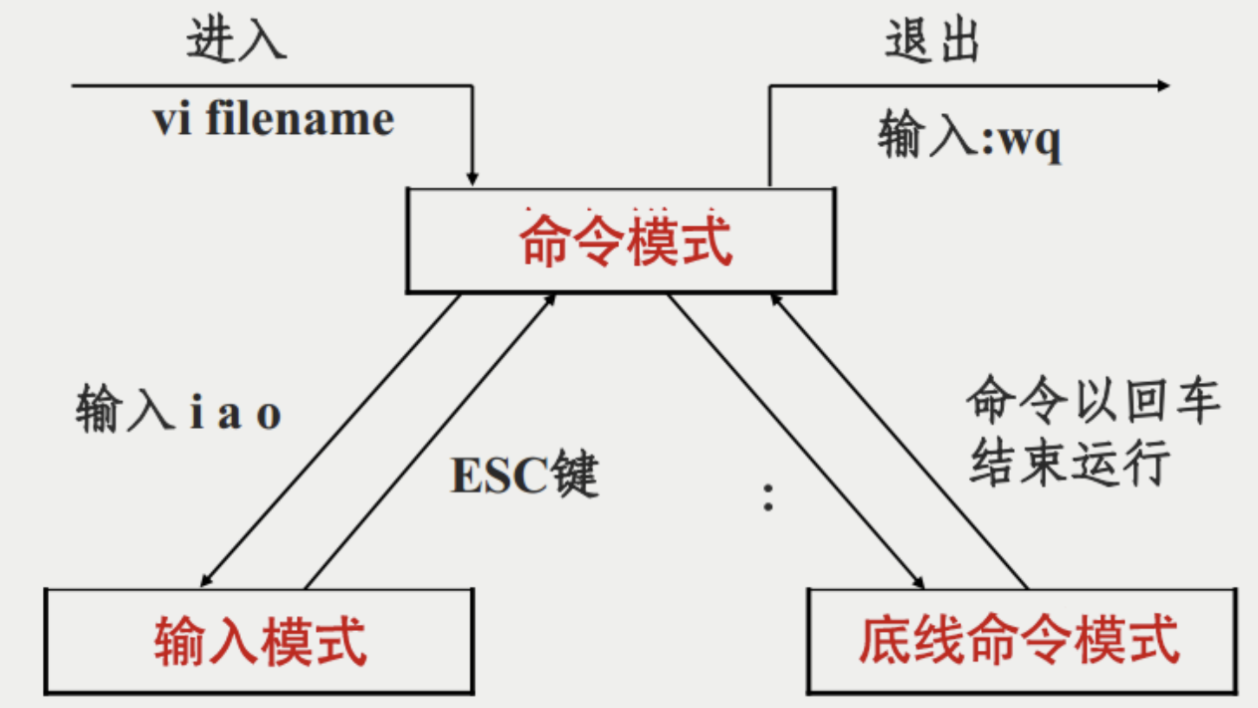 进入
vi filename
退出
输入:wq
命令模式
输入 i a o
ESC键
:
命令以回车
结束运行
输入模式
底线命令模式